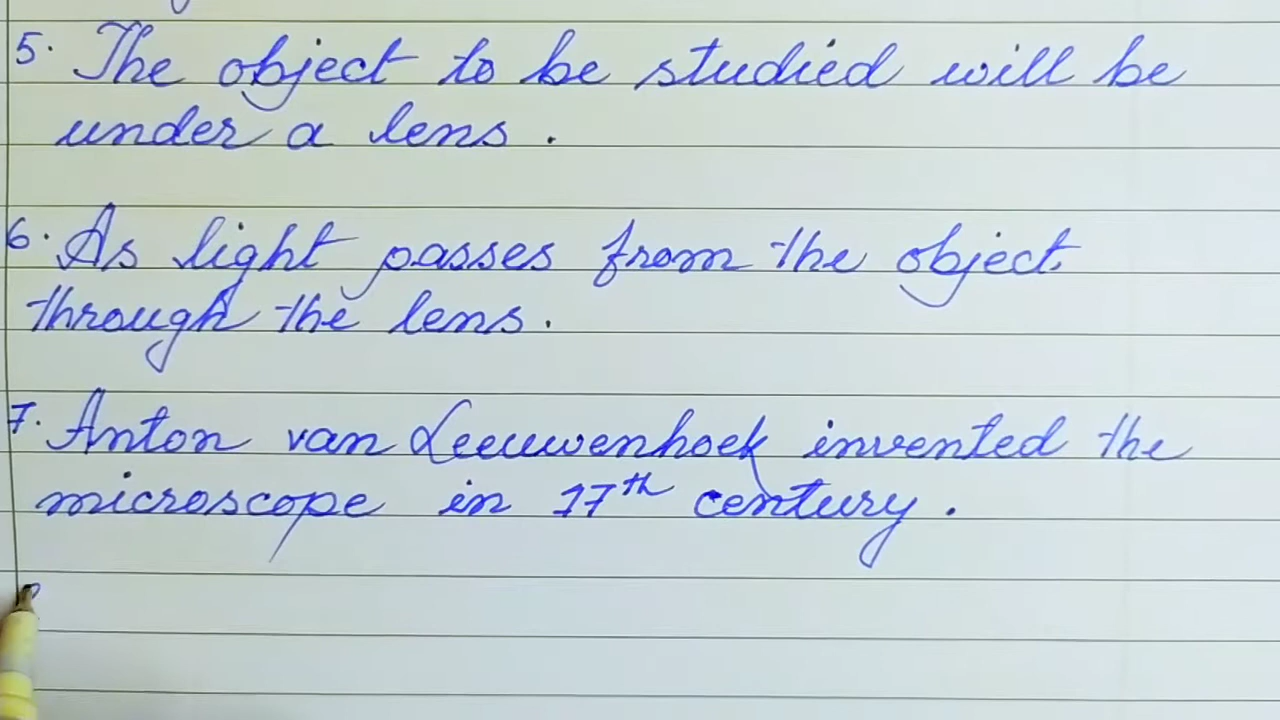 5. The object to be studied will be
under a lens.
6. As light passes from the object
through the lens.
7. Anton van Leeuwenhoek invented the
microscope in 17th century.